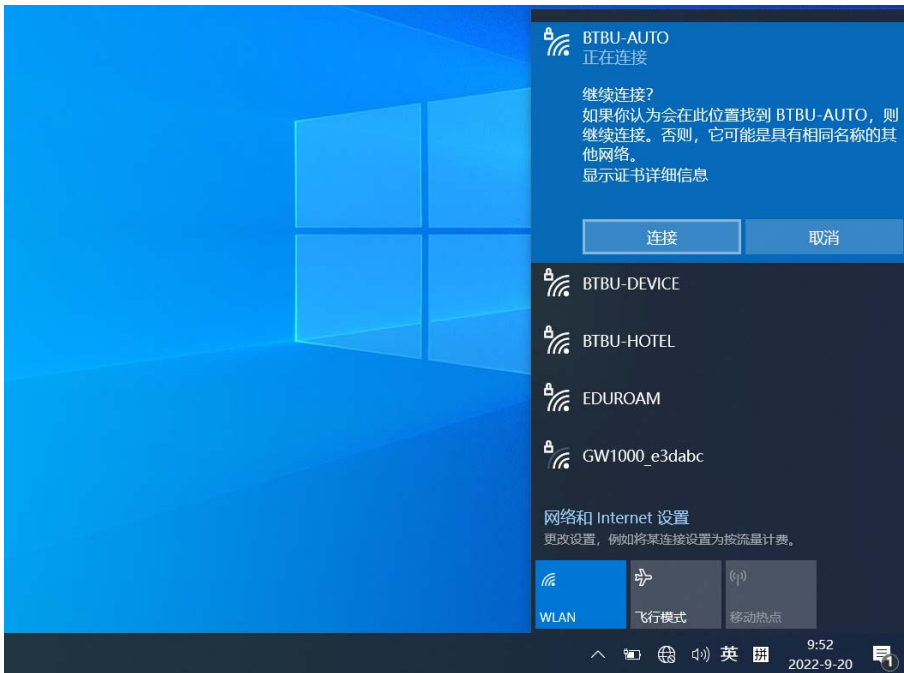 BTBU-AUTO
正在连接
继续连接?
如果你认为会在此位置找到 BTBU-AUTO，则
继续连接。否则，它可能是具有相同名称的其
他网络。
显示证书详细信息
连接 取消
BTBU-DEVICE
BTBU-HOTEL
EDUROAM
GW1000_e3dabc
网络和 Internet 设置
更改设置，例如将某连接设置为按流量计费。
WLAN 飞行模式 移动热点
英 拼 9:52
2022-9-20 1